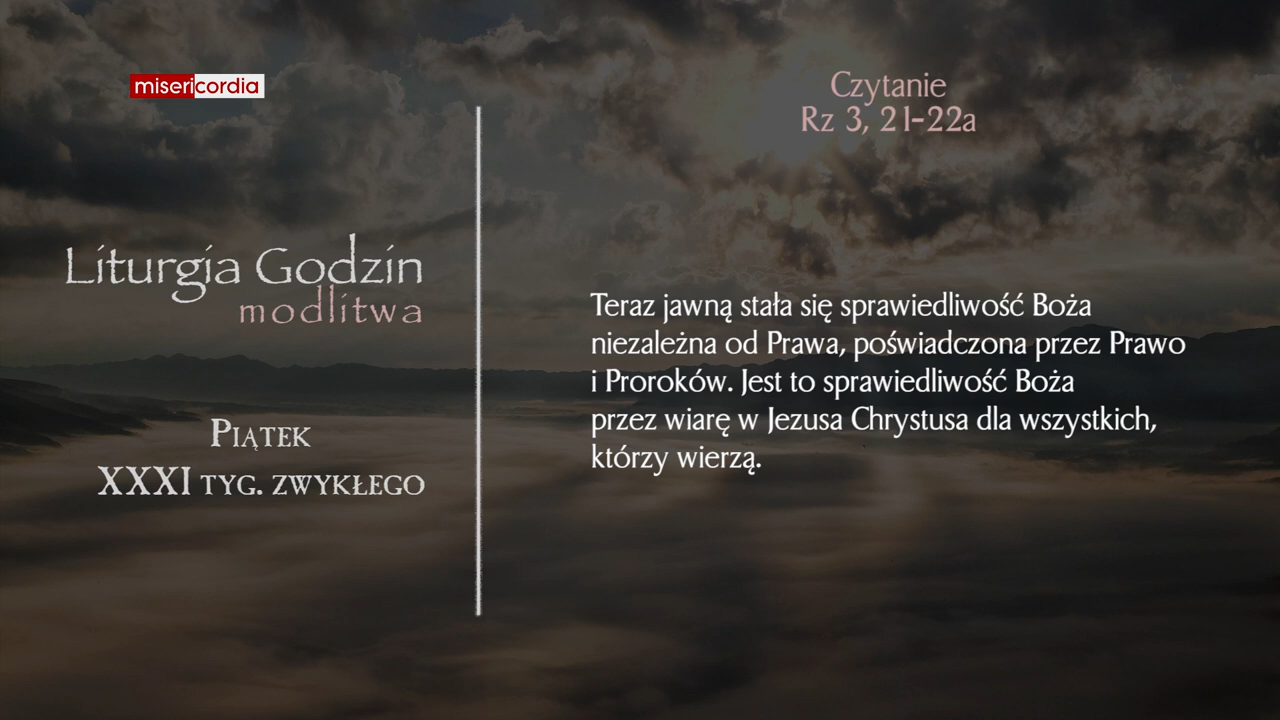 misericordia
Liturgia Godzin
modlitwa
Piątek
XXXI tyg. zwykłego
Czytanie
Rz 3, 21-22a
Teraz jawną stała się sprawiedliwość Boża
niezależna od Prawa, poświadczona przez Prawo
i Proroków. Jest to sprawiedliwość Boża
przez wiarę w Jezusa Chrystusa dla wszystkich,
którzy wierzą.